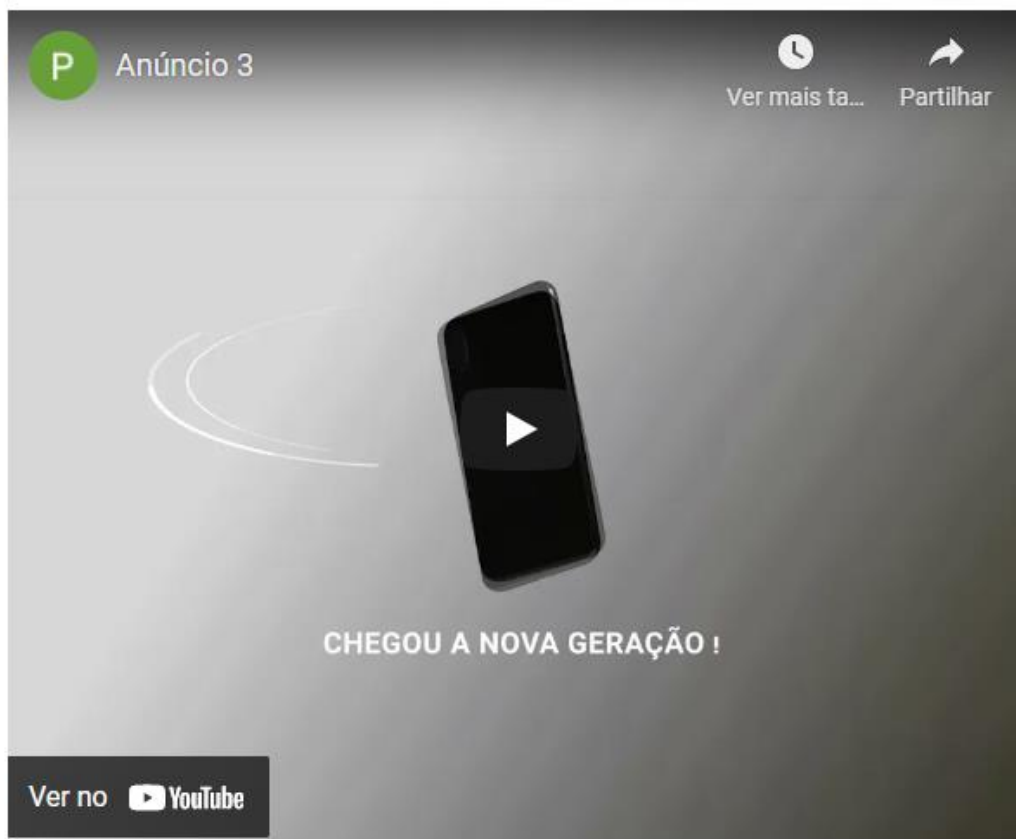 P Anúncio 3
Ver mais ta... Partilhar
CHEGOU A NOVA GERAÇÃO !
Ver no YouTube